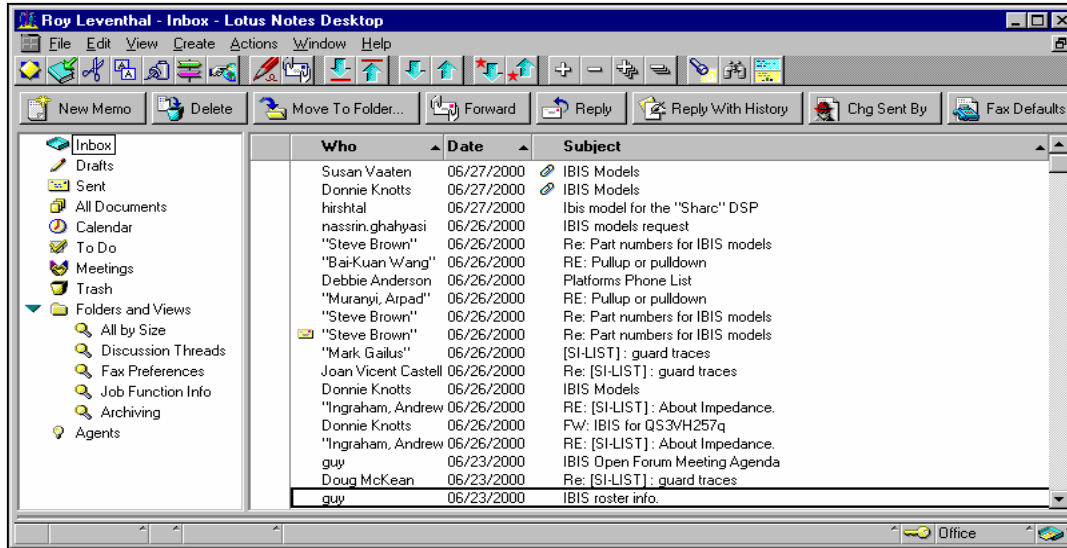 Roy Leventhal - Inbox - Lotus Notes Desktop
File Edit View Create Actions Window Help
New Memo Delete Move To Folder... Forward Reply Reply With History Chg Sent By Fax Defaults
Inbox
Drafts
Sent
All Documents
Calendar
To Do
Meetings
Trash
Folders and Views
All by Size
Discussion Threads
Fax Preferences
Job Function Info
Archiving
Agents
Who Date Subject
Susan Vaaten 06/27/2000 IBIS Models
Donnie Knotts 06/27/2000 IBIS Models
hirshtal 06/27/2000 Ibis model for the "Sharc" DSP
nassrin.ghahyasi 06/26/2000 IBIS models request
"Steve Brown" 06/26/2000 Re: Part numbers for IBIS models
"Bai-Kuan Wang" 06/26/2000 RE: Pullup or pulldown
Debbie Anderson 06/26/2000 Platforms Phone List
"Muranyi, Arpad" 06/26/2000 RE: Pullup or pulldown
"Steve Brown" 06/26/2000 Re: Part numbers for IBIS models
"Steve Brown" 06/26/2000 Re: Part numbers for IBIS models
"Mark Gailus" 06/26/2000 [SI-LIST] : guard traces
Joan Vicent Castell 06/26/2000 Re: [SI-LIST] : guard traces
Donnie Knotts 06/26/2000 IBIS Models
"Ingraham, Andrew 06/26/2000 RE: [SI-LIST] : About Impedance.
Donnie Knotts 06/26/2000 FW: IBIS for QS3VH257q
"Ingraham, Andrew 06/26/2000 RE: [SI-LIST] : About Impedance.
guy 06/23/2000 IBIS Open Forum Meeting Agenda
Doug McKean 06/23/2000 Re: [SI-LIST] : guard traces
guy 06/23/2000 IBIS roster info.
Office